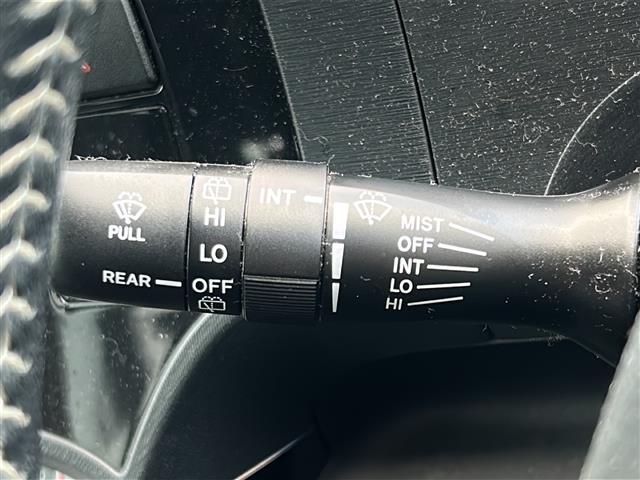 PULL
REAR
HI
LO
OFF
INT
MIST
OFF
INT
LO
HI